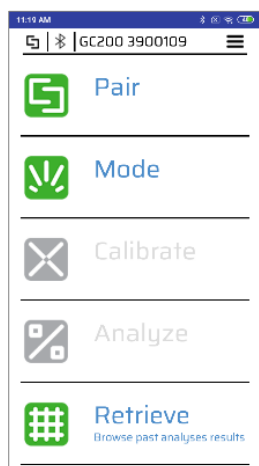 11:19 AM
GC200 3900109
Pair
Mode
Calibrate
Analyze
Retrieve
Browse past analyses results